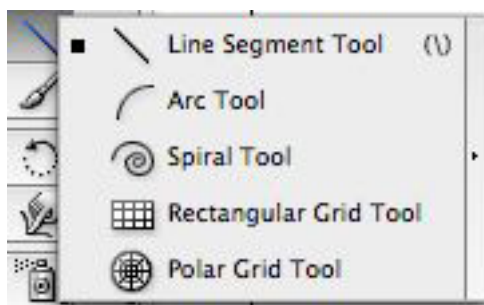 Line Segment Tool (\)
Arc Tool
Spiral Tool
Rectangular Grid Tool
Polar Grid Tool